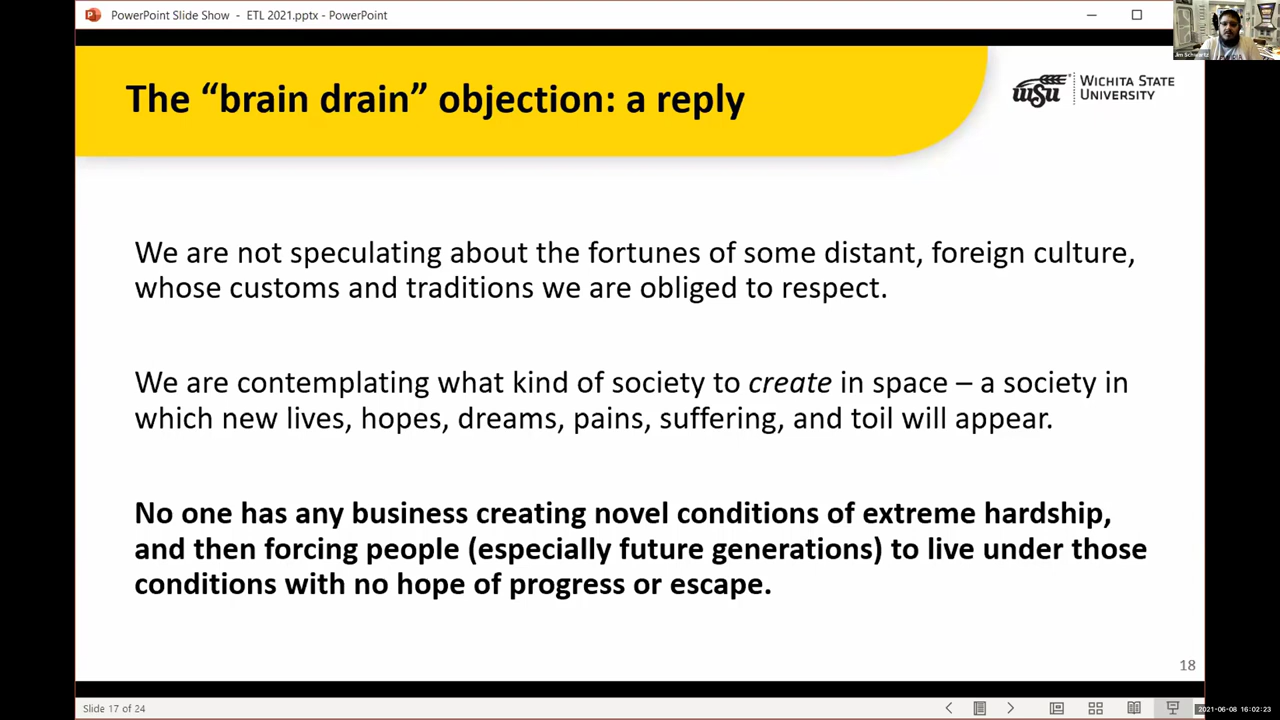 PowerPoint Slide Show - ETL 2021.pptx - PowerPoint
Jim Schwartz
The “brain drain” objection: a reply
wsu
WICHITA STATE
UNIVERSITY
We are not speculating about the fortunes of some distant, foreign culture,
whose customs and traditions we are obliged to respect.
We are contemplating what kind of society to create in space – a society in
which new lives, hopes, dreams, pains, suffering, and toil will appear.
No one has any business creating novel conditions of extreme hardship,
and then forcing people (especially future generations) to live under those
conditions with no hope of progress or escape.
18
Slide 17 of 24
2021-06-08 16:02:23